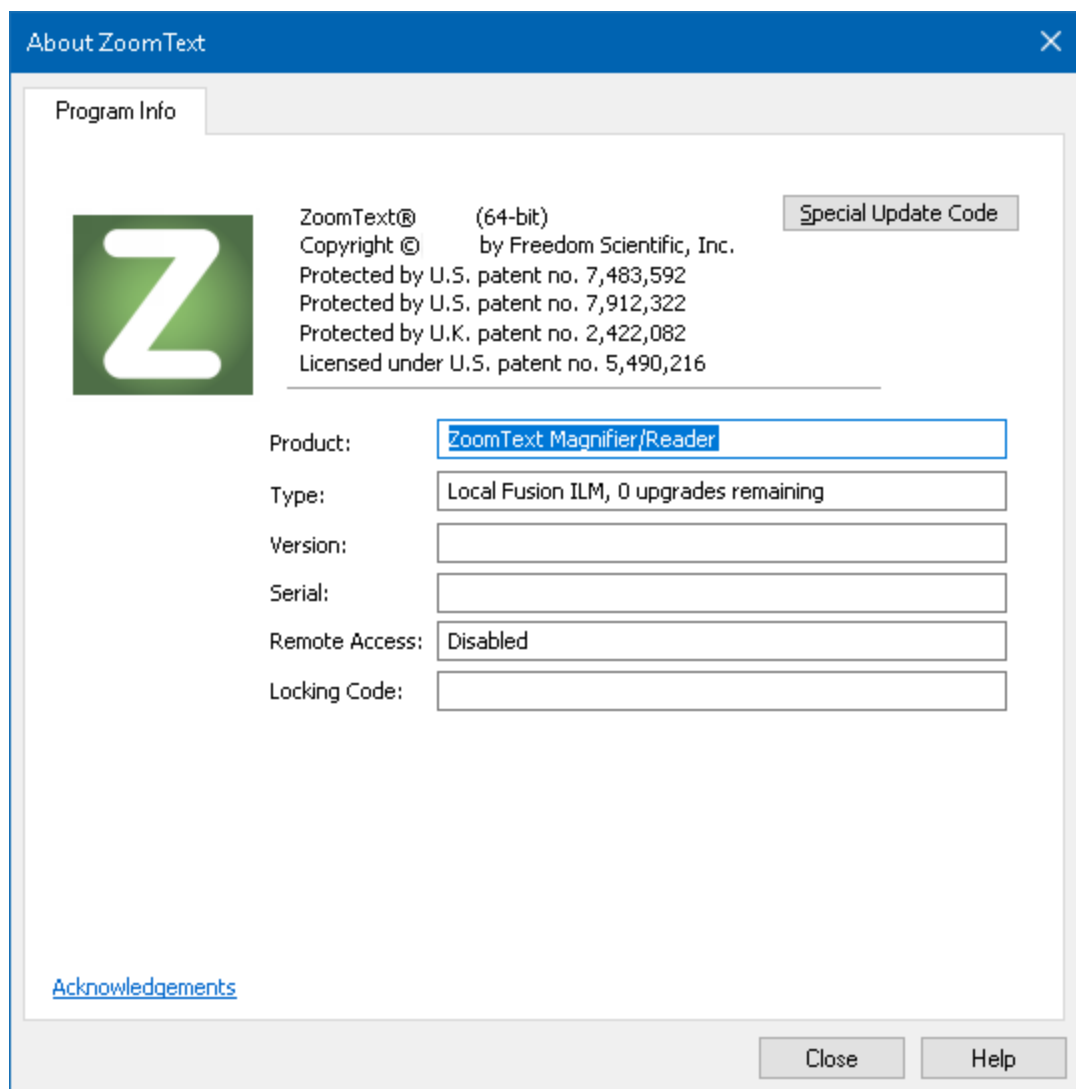 About ZoomText
Program Info
ZoomText® (64-bit)
Special Update Code
Copyright © by Freedom Scientific, Inc.
Protected by U.S. patent no. 7,483,592
Protected by U.S. patent no. 7,912,322
Protected by U.K. patent no. 2,422,082
Licensed under U.S. patent no. 5,490,216
Z
Product: ZoomText Magnifier/Reader
Type: Local Fusion ILM, 0 upgrades remaining
Version:
Serial:
Remote Access: Disabled
Locking Code:
Acknowledgements
Close Help